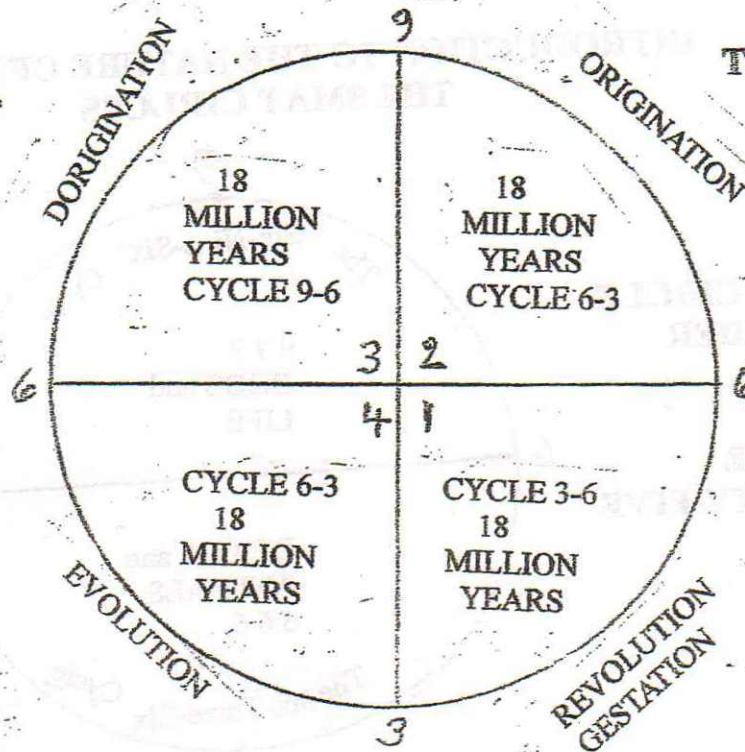 9
DORIGINATION
ORIGINATION
T
18
MILLION
YEARS
CYCLE 9-6
18
MILLION
YEARS
CYCLE 6-3
3
2
6
6
4
1
CYCLE 6-3
18
MILLION
YEARS
CYCLE 3-6
18
MILLION
YEARS
EVOLUTION
REVOLUTION
GESTATION
3